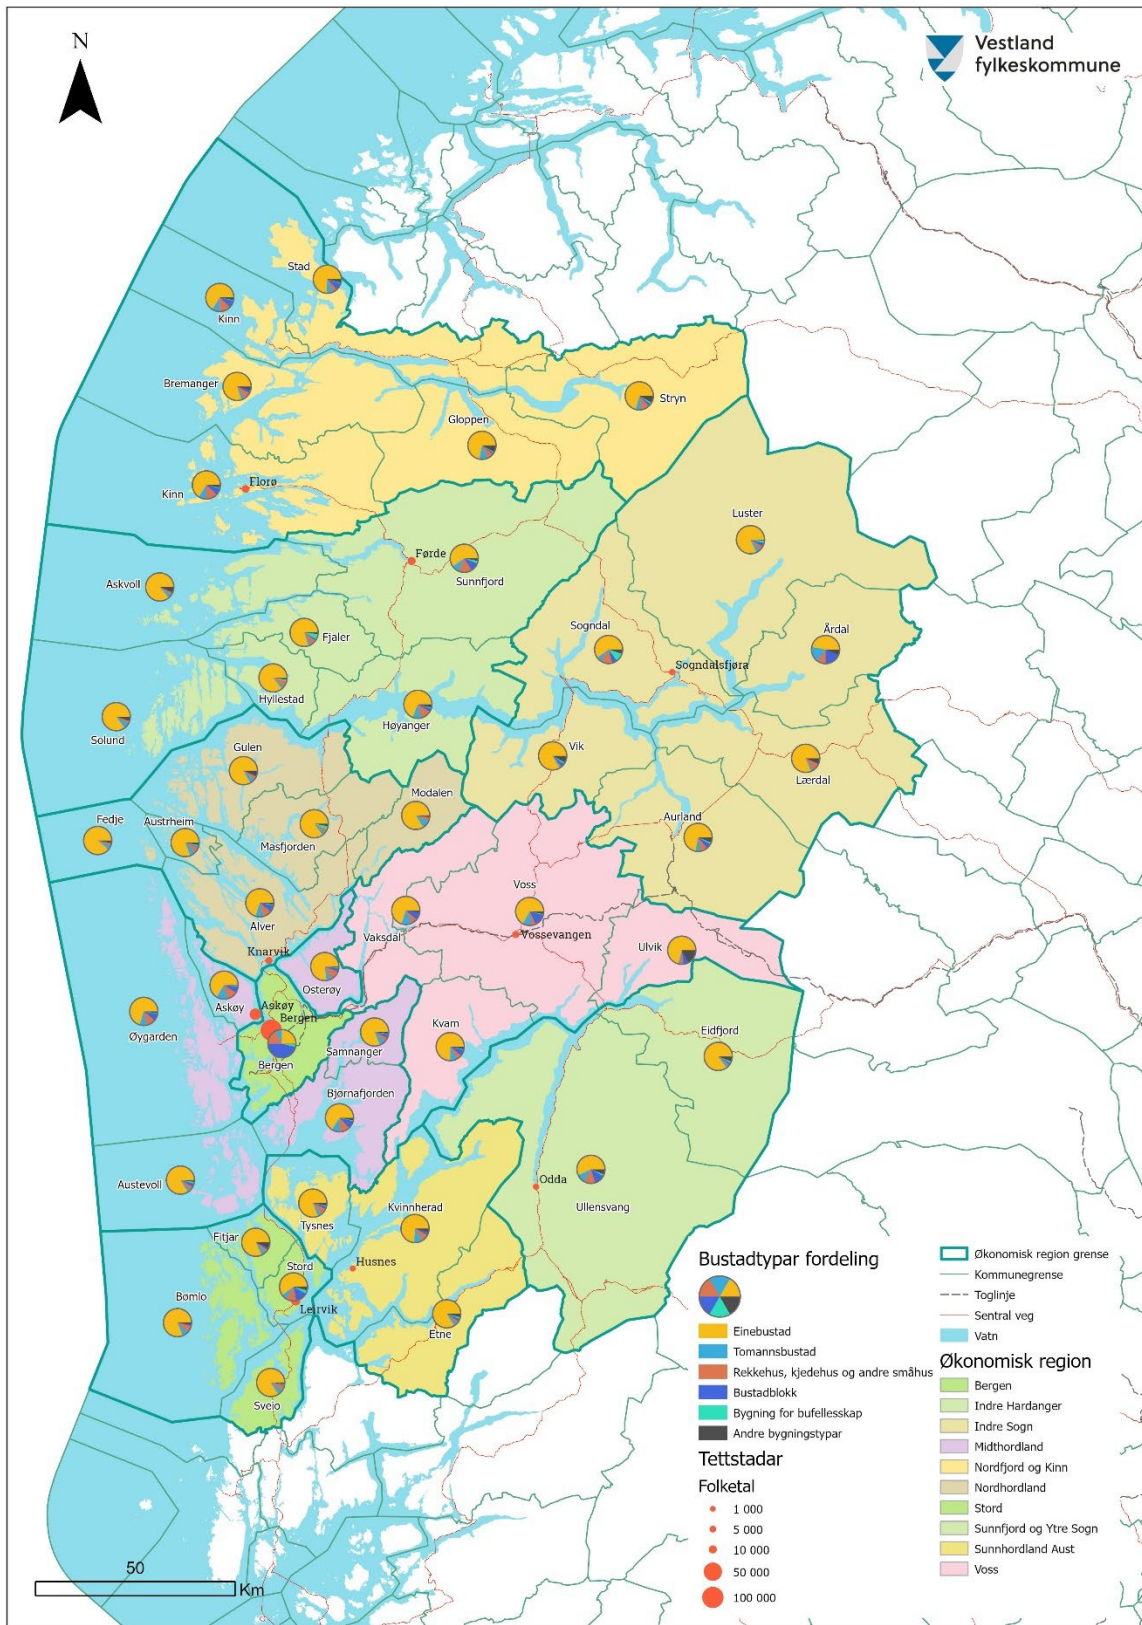 N
Vestland
fylkeskommune
Stad
Kinn
Bremanger
Stryn
Gloppen
Kinn
Florø
Luster
Førde
Sunnfjord
Askvoll
Fjaler
Sogndal
Årdal
Sogndalsfjøra
Hyllestad
Høyanger
Solund
Gulen
Vik
Lærdal
Modalen
Fedje
Austrheim
Masfjorden
Aurland
Voss
Alver
Vaksdal
Vossevangen
Knarvik
Ulvik
Osterøy
Askøy
Askøy
Øygarden
Bergen
Kvam
Eidfjord
Samnanger
Bergen
Bjørnafjorden
Austevoll
Odda
Kvinnherad
Ullensvang
Tysnes
Fitjar
Husnes
Stord
Leirvik
Bømlo
Etne
Sveio
Bustadtypar fordeling
Einebustad
Tomannsbustad
Rekkehus, kjedehus og andre småhus
Bustadblokk
Bygning for bufellesskap
Andre bygningstypar
Tettstadar
Folketal
1 000
5 000
10 000
50 000
100 000
Økonomisk region grense
Kommunegrense
Toglinje
Sentral veg
Vatn
Økonomisk region
Bergen
Indre Hardanger
Indre Sogn
Midthordland
Nordfjord og Kinn
Nordhordland
Stord
Sunnfjord og Ytre Sogn
Sunnhordland Aust
Voss
50
Km